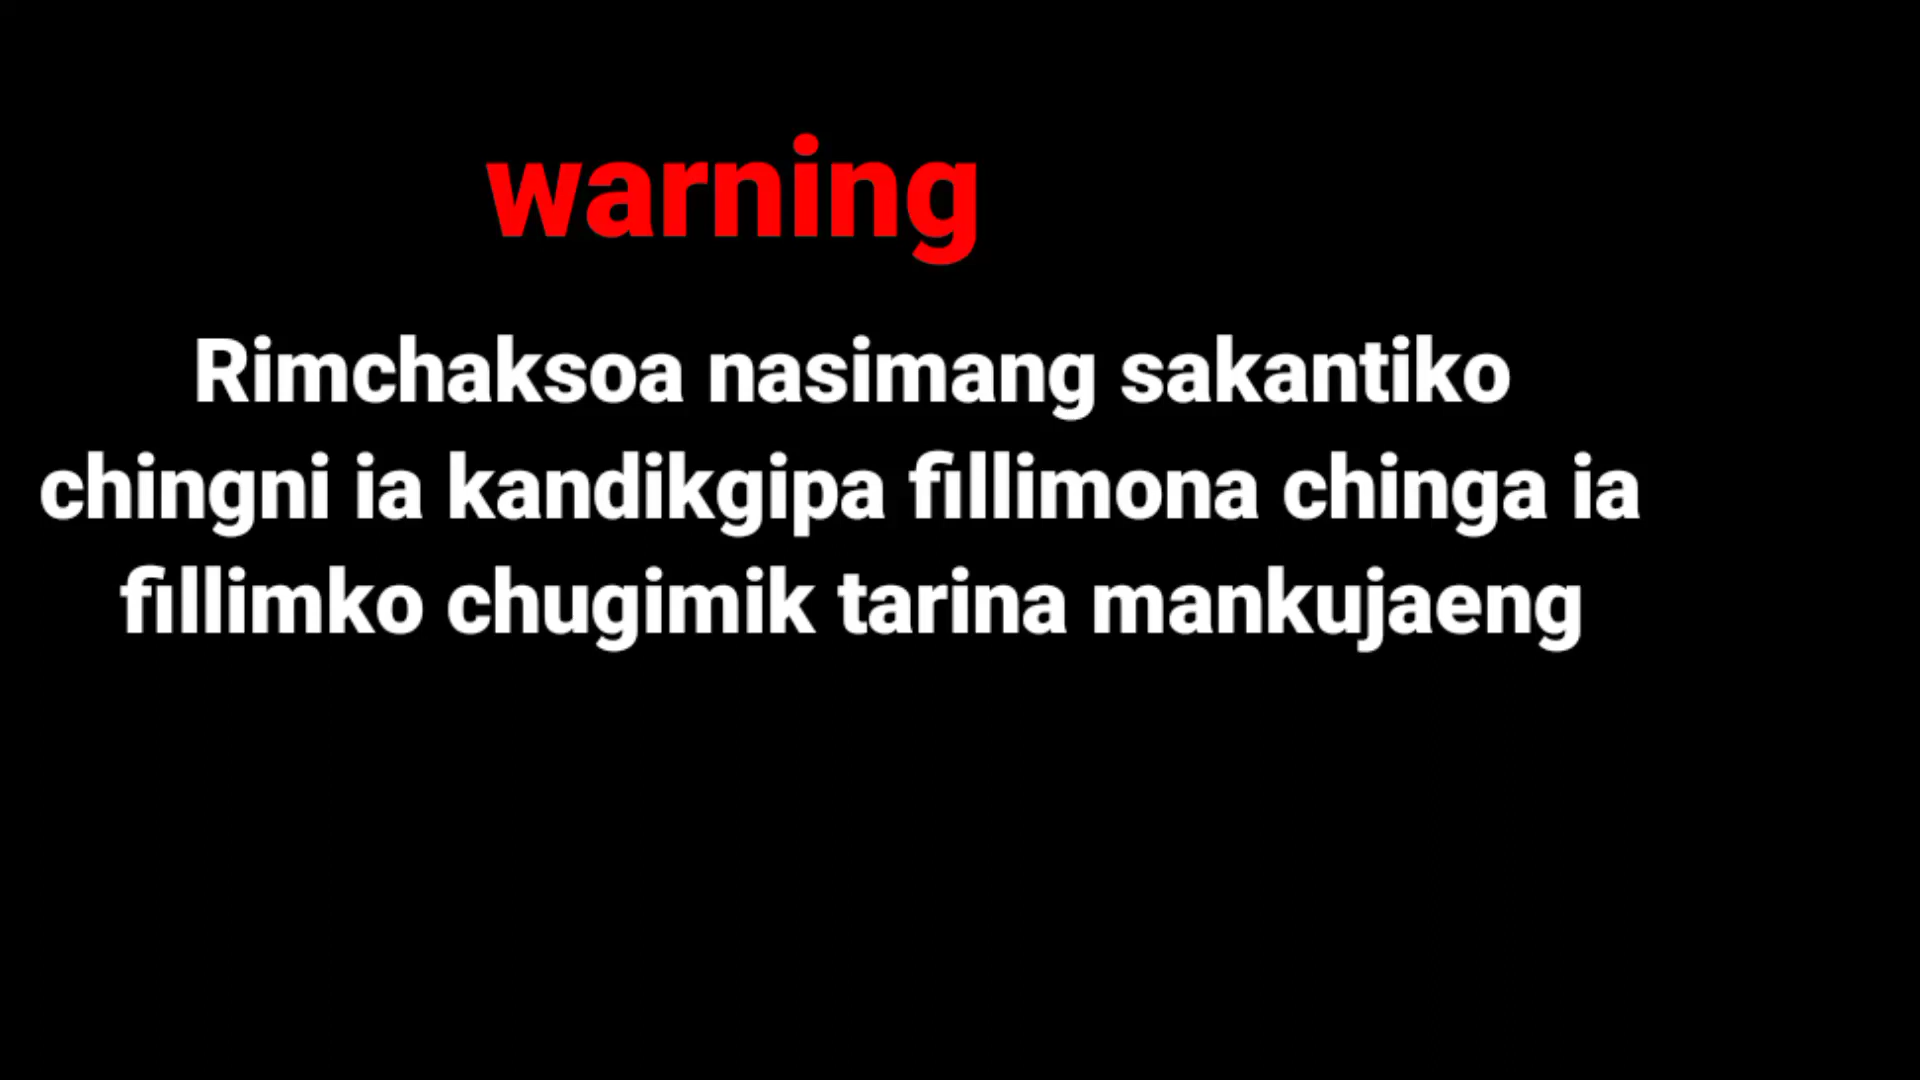 warning
Rimchaksoa nasimang sakantiko
chingni ia kandikgipa fillimona chinga ia
fillimko chugimik tarina mankujaeng